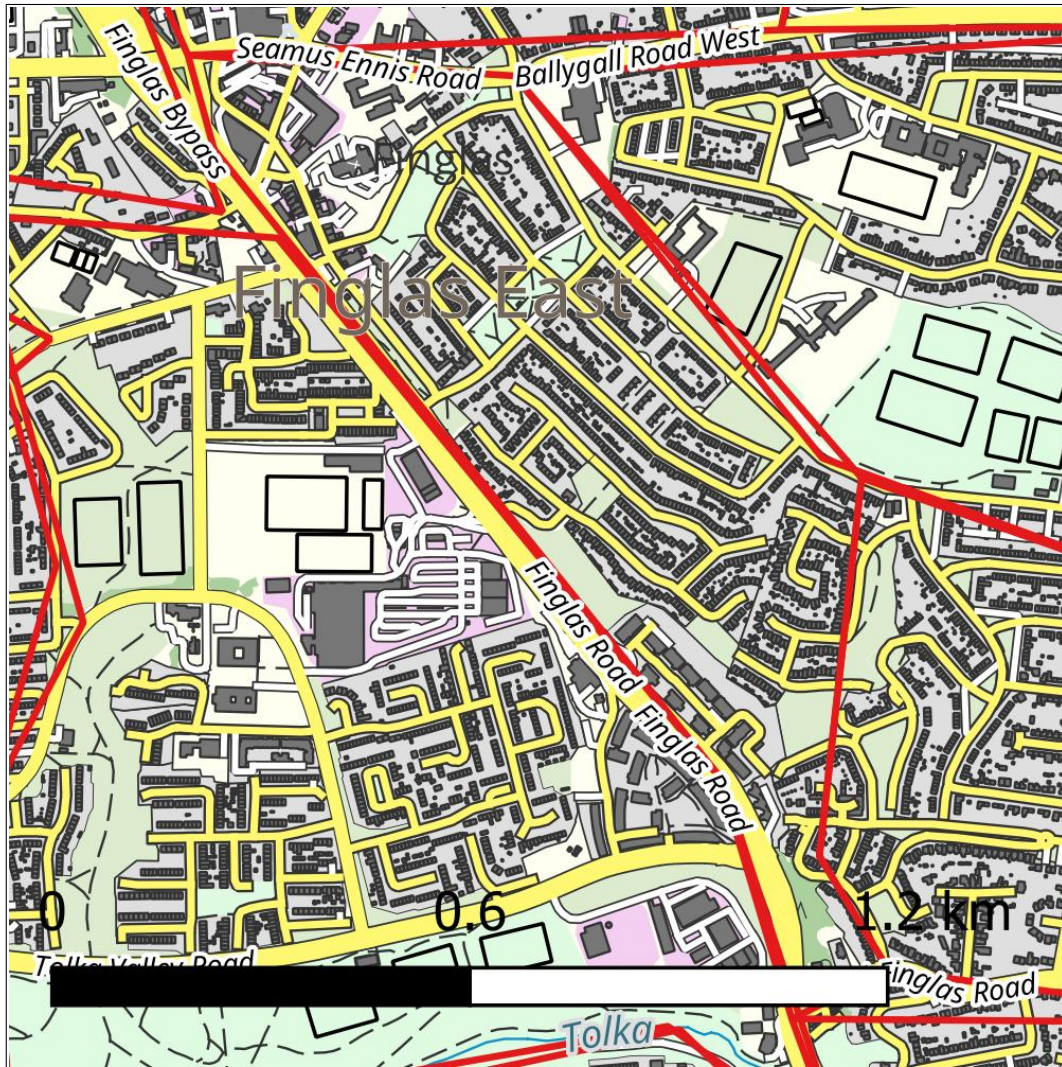 Finglas Bypass
Seamus Ennis Road
Ballygall Road West
Finglas
Finglas East
Finglas Road
Finglas Road
0
0.6
1.2 km
Tolka Valley Road
Finglas Road
Tolka